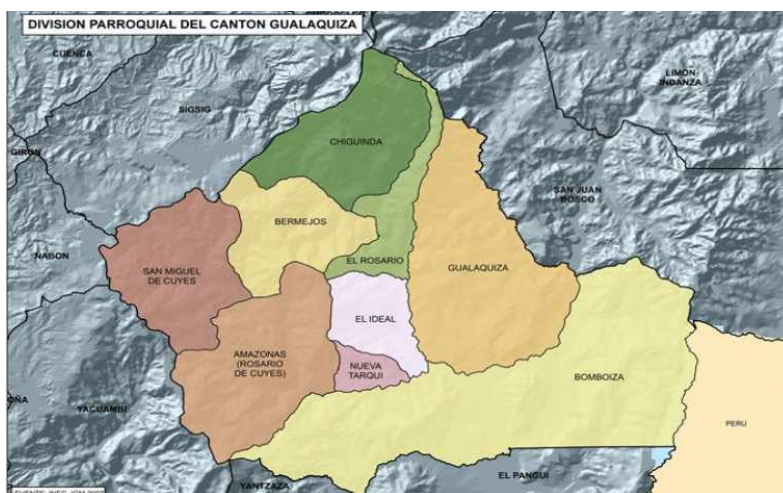 DIVISION PARROQUIAL DEL CANTON GUALAQUIZA
CUENCA
LIMON
INDANZA
SIGSIG
GIRON
CHIGUINDA
SAN JUAN
BOSCO
BERMEJOS
NABON
EL ROSARIO
GUALAQUIZA
SAN MIGUEL
DE CUYES
EL IDEAL
AMAZONAS
(ROSARIO
DE CUYES)
NUEVA
TARQUI
BOMBOIZA
OÑA
YACUAMBI
PERU
EL PANGUI
YANTZAZA